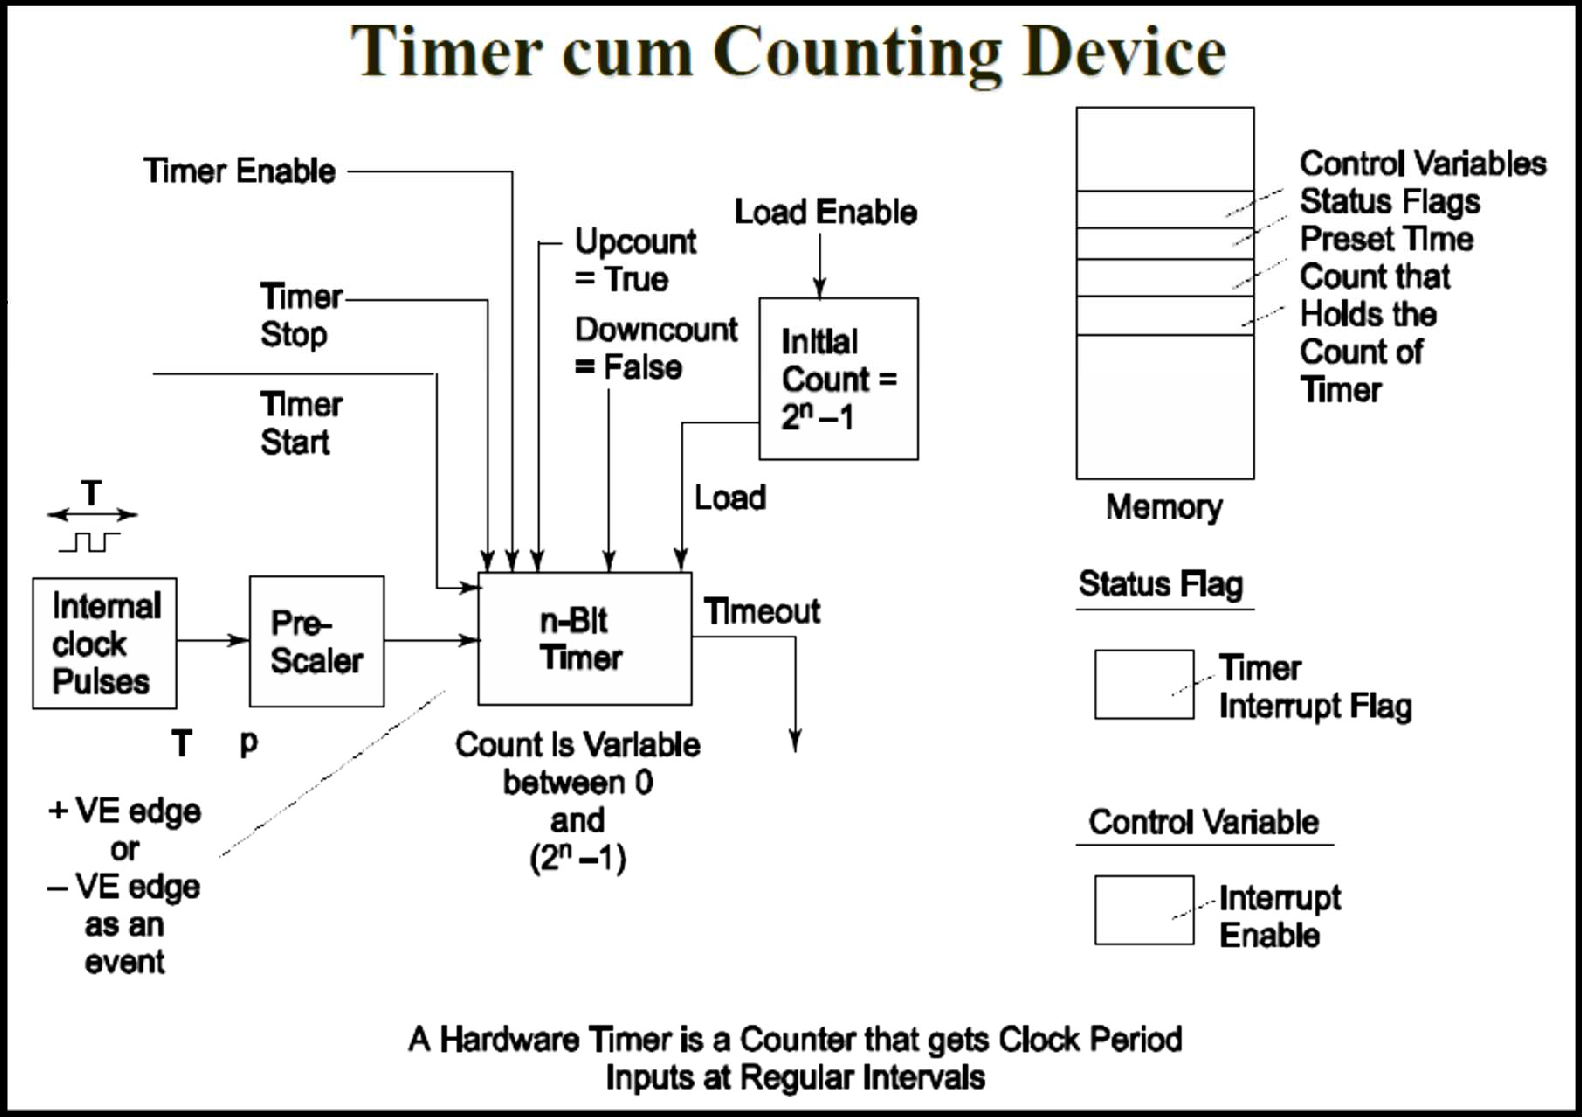 Timer cum Counting Device
Timer Enable
Timer
Stop
Timer
Start
Upcount
= True
Downcount
= False
Load Enable
Initial
Count =
2ⁿ –1
Load
T
Internal
clock
Pulses
Pre-
Scaler
n-Bit
Timer
Timeout
T p
+ VE edge
or
– VE edge
as an
event
Count Is Variable
between 0
and
(2ⁿ –1)
Control Variables
Status Flags
Preset Time
Count that
Holds the
Count of
Timer
Memory
Status Flag
Timer
Interrupt Flag
Control Variable
Interrupt
Enable
A Hardware Timer is a Counter that gets Clock Period
Inputs at Regular Intervals